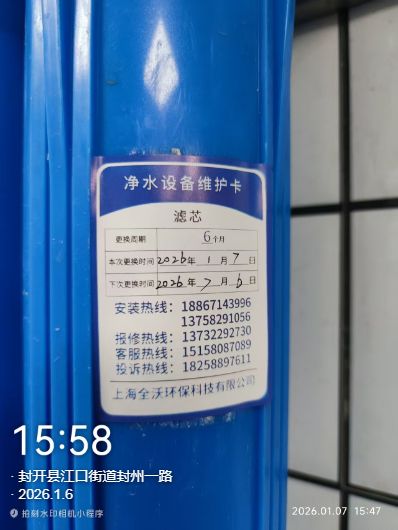 净水设备维护卡
滤芯
更换周期 6个月
本次更换时间 2026年 1月 7日
下次更换时间 2026年 7月 6日
安装热线：18867143996
13758291056
报修热线：13732292730
客服热线：15158087089
投诉热线：18258897611
上海全沃环保科技有限公司
15:58
· 封开县江口街道封州一路
· 2026.1.6
拍刻水印相机小程序
2026.01.07 15:47